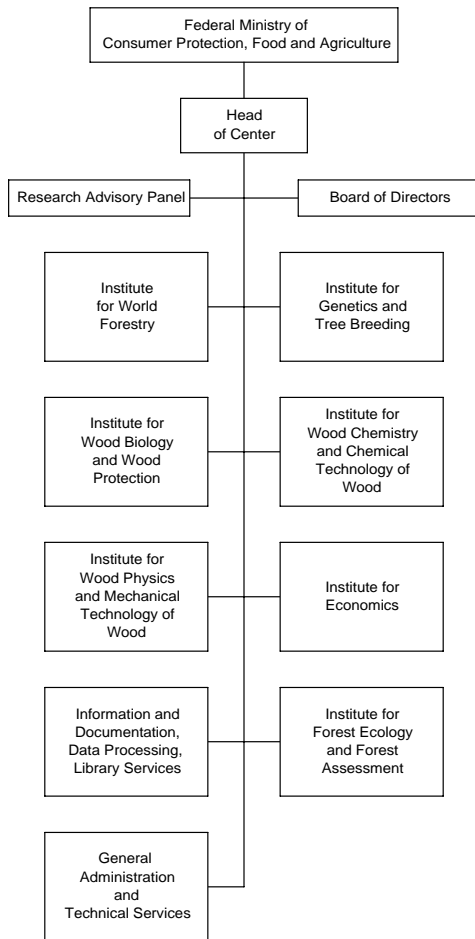 Federal Ministry of
Consumer Protection, Food and Agriculture
Head
of Center
Research Advisory Panel
Board of Directors
Institute
for World
Forestry
Institute for
Genetics and
Tree Breeding
Institute for
Wood Biology
and Wood
Protection
Institute for
Wood Chemistry
and Chemical
Technology of
Wood
Institute for
Wood Physics
and Mechanical
Technology of
Wood
Institute for
Economics
Information and
Documentation,
Data Processing,
Library Services
Institute for
Forest Ecology
and Forest
Assessment
General
Administration
and
Technical Services